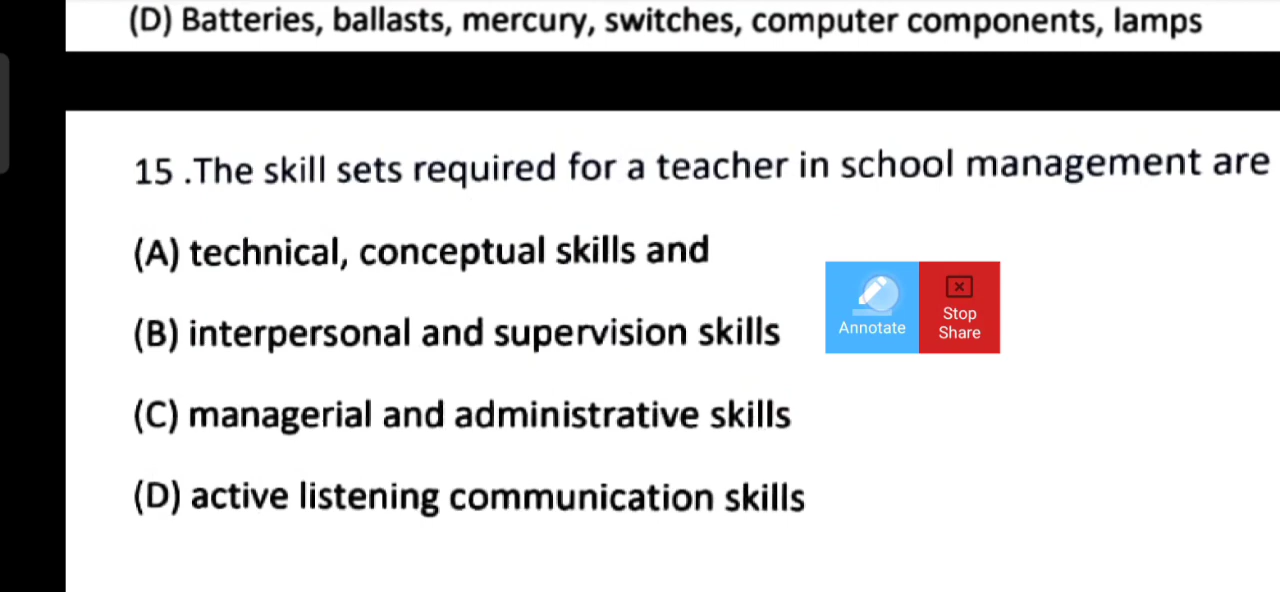 (D) Batteries, ballasts, mercury, switches, computer components, lamps
15 .The skill sets required for a teacher in school management are
(A) technical, conceptual skills and
(B) interpersonal and supervision skills
Annotate
Stop
Share
(C) managerial and administrative skills
(D) active listening communication skills